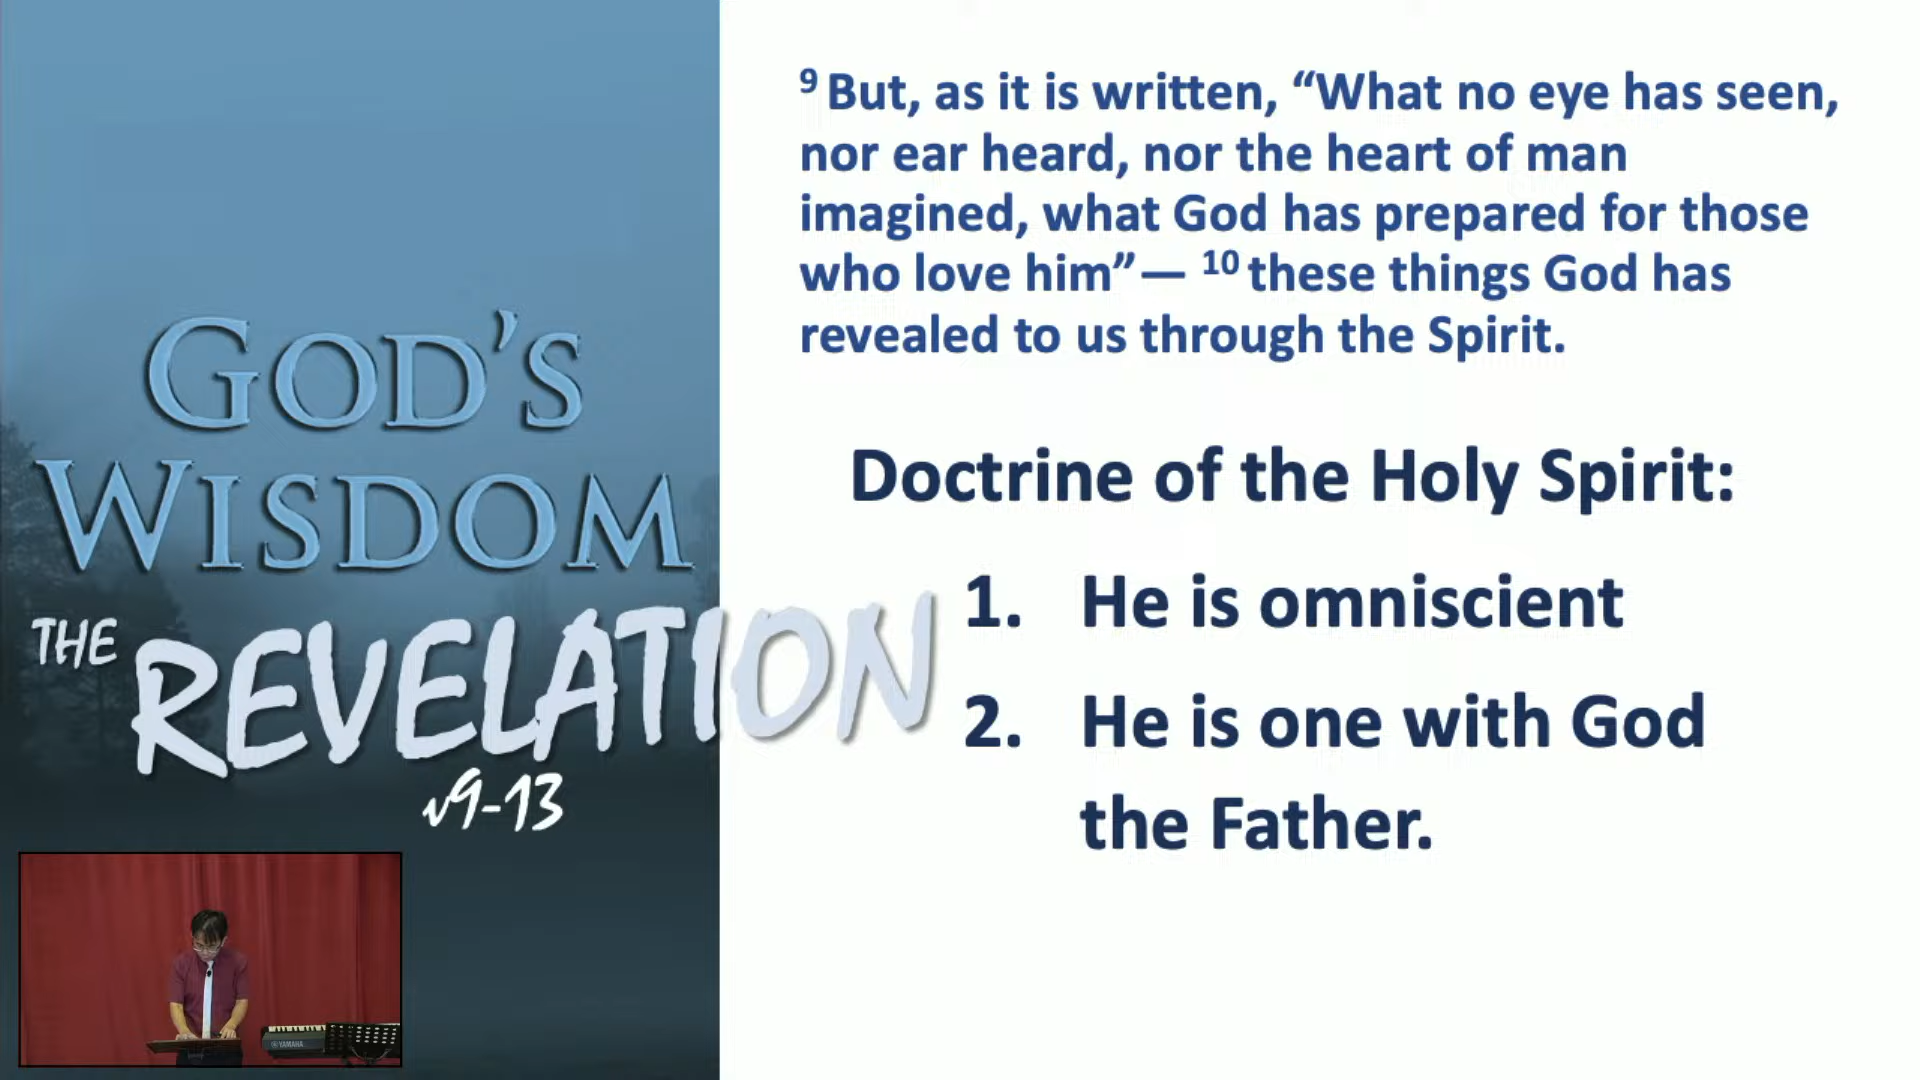 GOD'S
WISDOM
THE REVELATION
v9-13
9 But, as it is written, “What no eye has seen,
nor ear heard, nor the heart of man
imagined, what God has prepared for those
who love him”— 10 these things God has
revealed to us through the Spirit.
Doctrine of the Holy Spirit:
1. He is omniscient
2. He is one with God
the Father.
YAMAHA